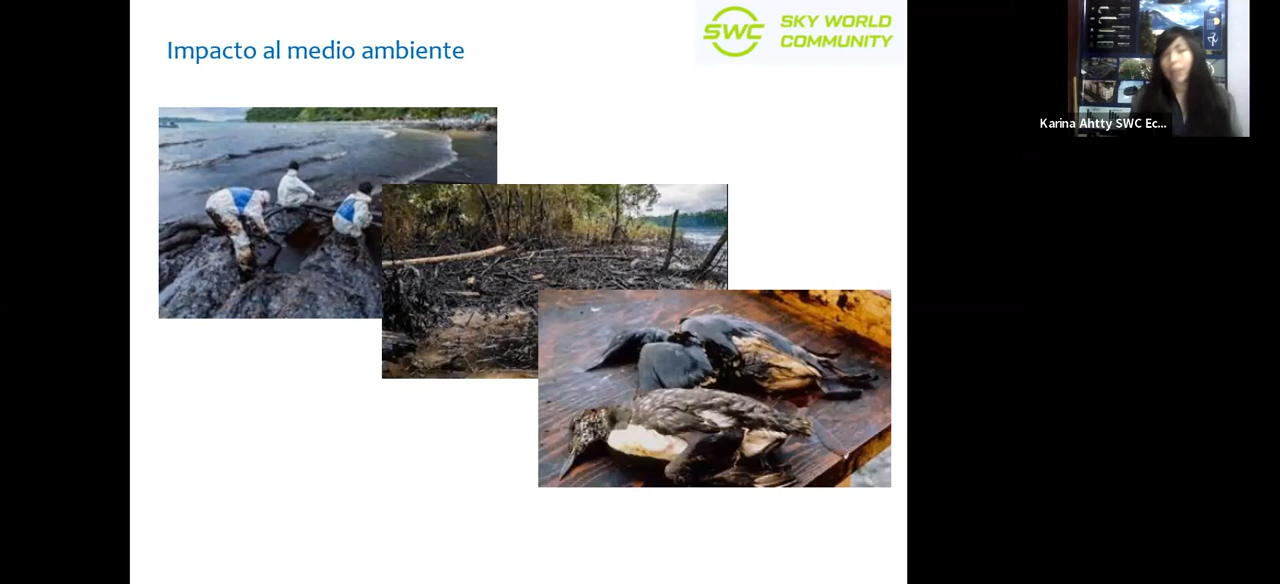 Impacto al medio ambiente
SWC
SKY WORLD
COMMUNITY
Karina Ahtty SWC Ec...